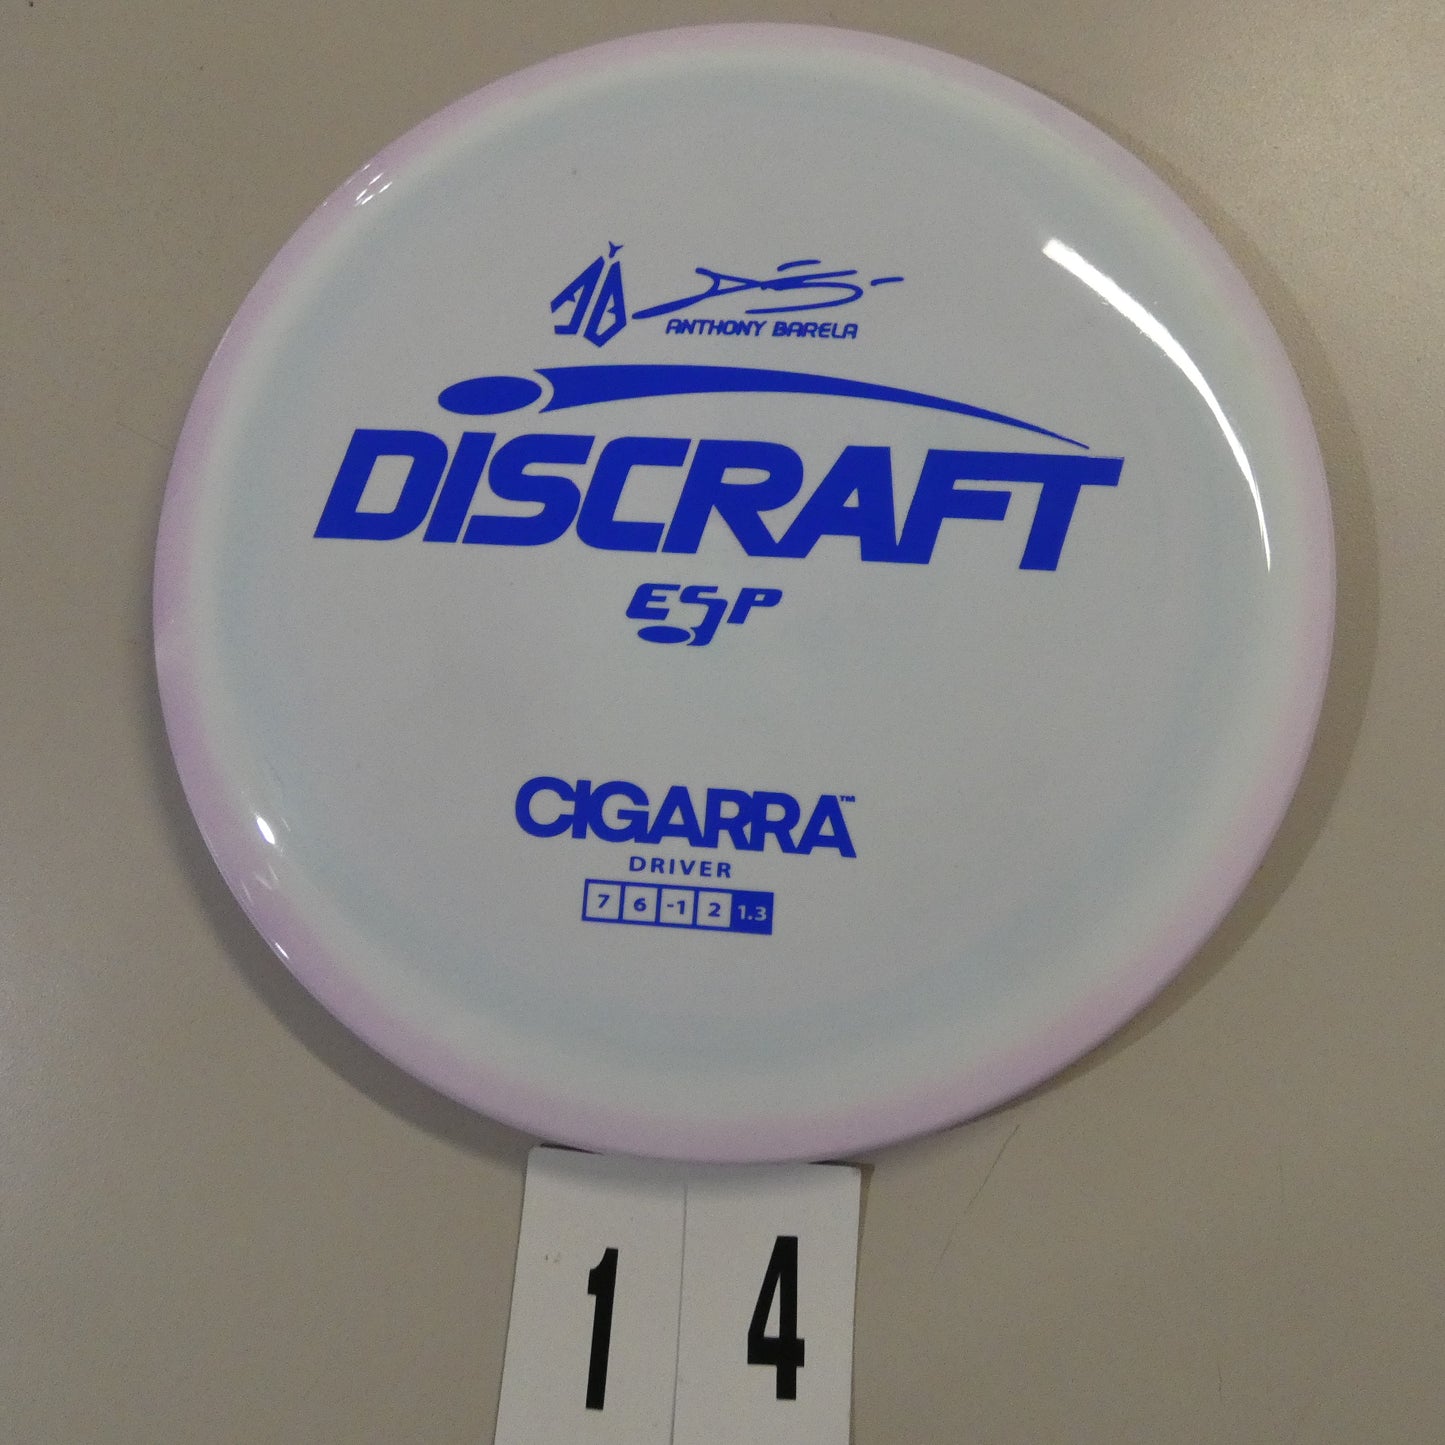 AB
ANTHONY BARELA
DISCRAFT
ESP
CIGARRA™
DRIVER
7 6 -1 2 1.3
1 4